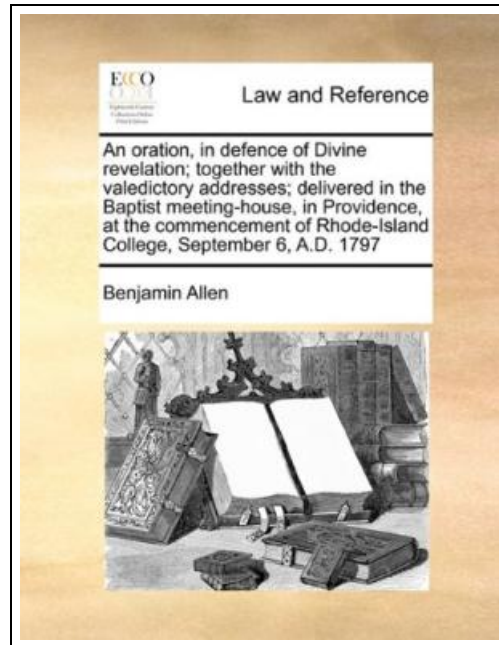 ECCO
Law and Reference
An oration, in defence of Divine
revelation; together with the
valedictory addresses; delivered in the
Baptist meeting-house, in Providence,
at the commencement of Rhode-Island
College, September 6, A.D. 1797
Benjamin Allen